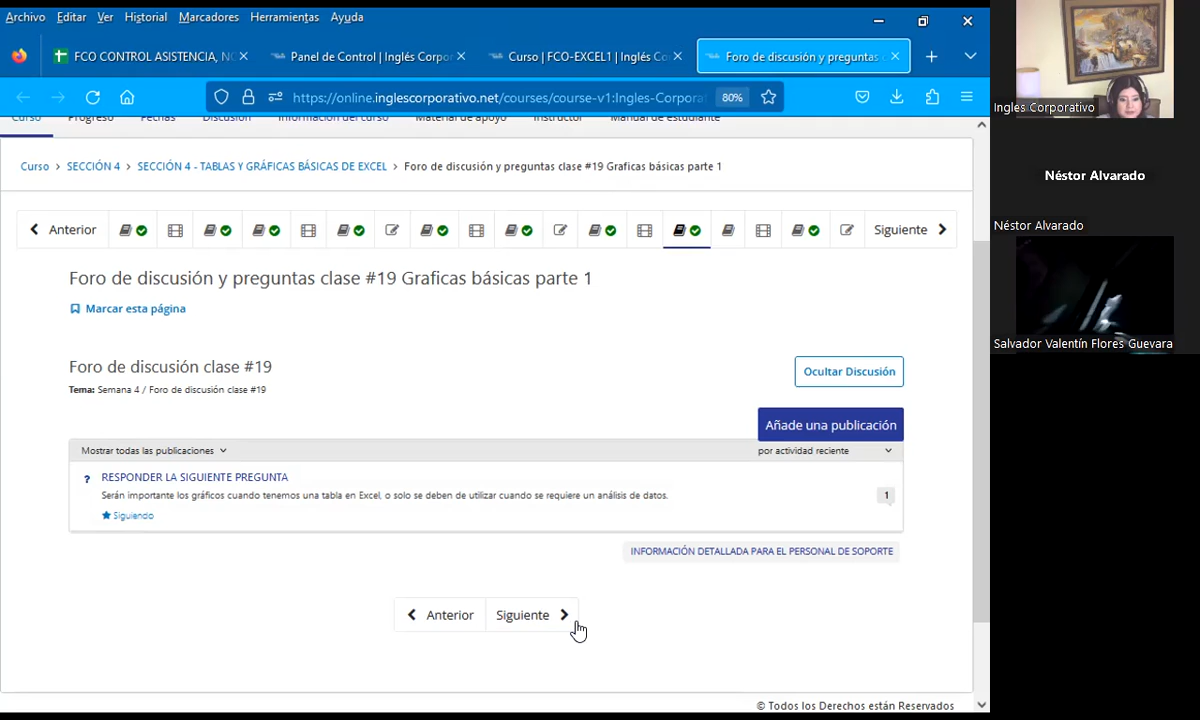 Archivo Editar Ver Historial Marcadores Herramientas Ayuda
FCO CONTROL ASISTENCIA, NO
Panel de Control | Inglés Corpor
Curso | FCO-EXCEL1 | Inglés Co
Foro de discusión y preguntas
https://online.inglescorporativo.net/courses/course-v1:Ingles-Corpora
80%
Curso Progreso Fechas Discusión Información del curso Material de apoyo Instructor Manual de estudiante
Curso > SECCIÓN 4 > SECCIÓN 4 - TABLAS Y GRÁFICAS BÁSICAS DE EXCEL > Foro de discusión y preguntas clase #19 Graficas básicas parte 1
Anterior
Siguiente
Foro de discusión y preguntas clase #19 Graficas básicas parte 1
Marcar esta página
Foro de discusión clase #19
Ocultar Discusión
Tema: Semana 4 / Foro de discusión clase #19
Añade una publicación
Mostrar todas las publicaciones
por actividad reciente
? RESPONDER LA SIGUIENTE PREGUNTA
Serán importante los gráficos cuando tenemos una tabla en Excel, o solo se deben de utilizar cuando se requiere un análisis de datos.
1
Siguiendo
INFORMACIÓN DETALLADA PARA EL PERSONAL DE SOPORTE
Anterior Siguiente
© Todos los Derechos están Reservados
Ingles Corporativo
Néstor Alvarado
Néstor Alvarado
Salvador Valentín Flores Guevara